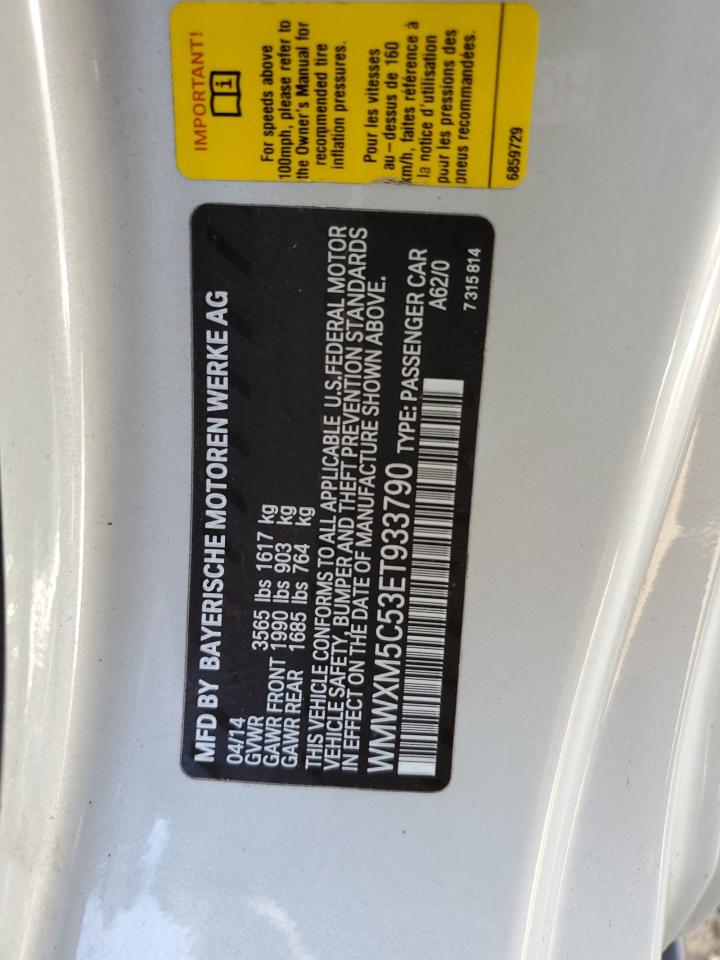 IMPORTANT!
i
For speeds above
100mph, please refer to
the Owner's Manual for
recommended tire
inflation pressures.
Pour les vitesses
au-dessus de 160
km/h, faites référence à
la notice d'utilisation
pour les pressions des
pneus recommandées.
6859729
MFD BY BAYERISCHE MOTOREN WERKE AG
04/14
GVWR 3565 lbs 1617 kg
GAWR FRONT 1990 lbs 903 kg
GAWR REAR 1685 lbs 764 kg
THIS VEHICLE CONFORMS TO ALL APPLICABLE U.S.FEDERAL MOTOR
VEHICLE SAFETY, BUMPER AND THEFT PREVENTION STANDARDS
IN EFFECT ON THE DATE OF MANUFACTURE SHOWN ABOVE.
WMWXM5C53ET933790 TYPE: PASSENGER CAR
A62/0
7315814